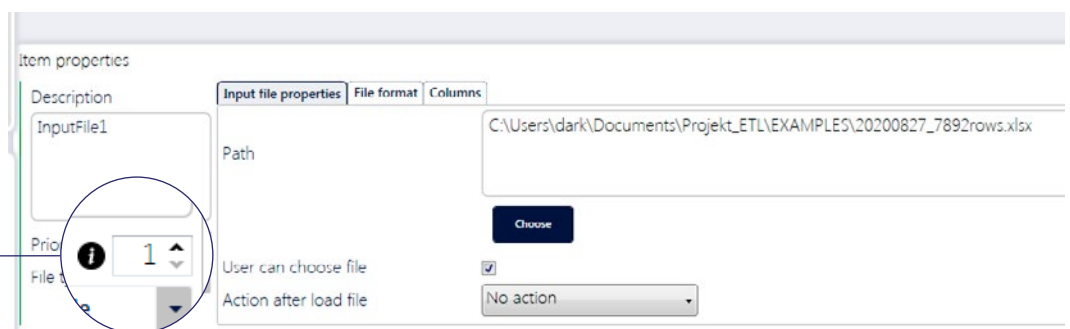 Item properties
Description
InputFile1
Input file properties File format Columns
Path
C:\Users\dark\Documents\Projekt_ETL\EXAMPLES\20200827_7892rows.xlsx
Choose
i 1
User can choose file
Action after load file
No action